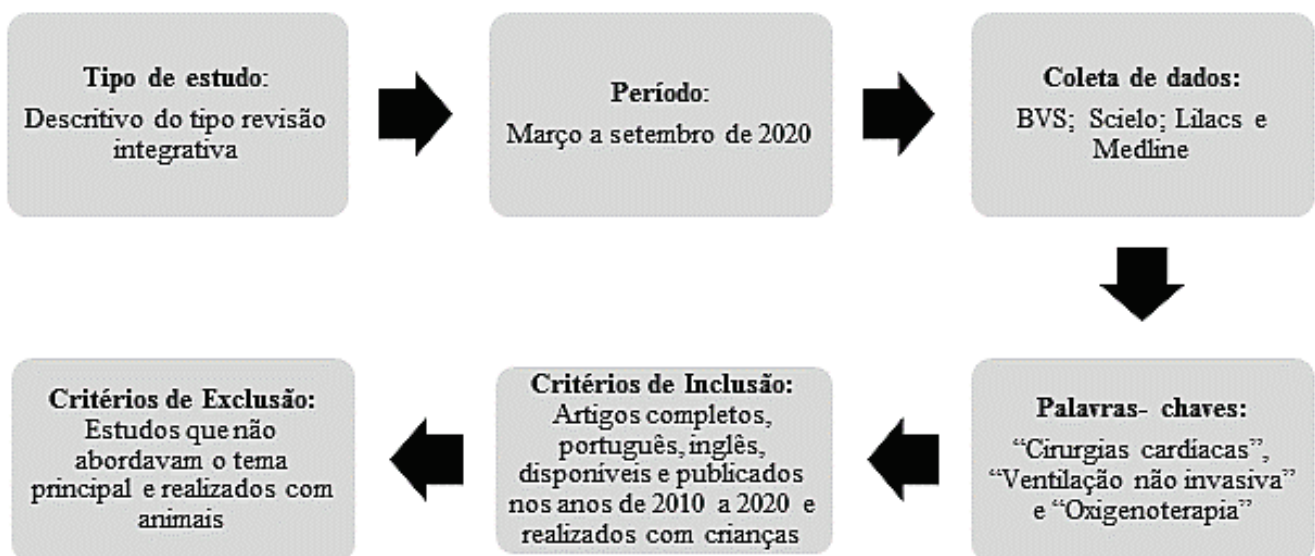 Tipo de estudo:
Descritivo do tipo revisão
integrativa
Período:
Março a setembro de 2020
Coleta de dados:
BVS; Scielo; Lilacs e
Medline
Palavras- chaves:
“Cirurgias cardíacas”,
“Ventilação não invasiva”
e “Oxigenoterapia”
Critérios de Inclusão:
Artigos completos,
português, inglês,
disponíveis e publicados
nos anos de 2010 a 2020 e
realizados com crianças
Critérios de Exclusão:
Estudos que não
abordavam o tema
principal e realizados com
animais